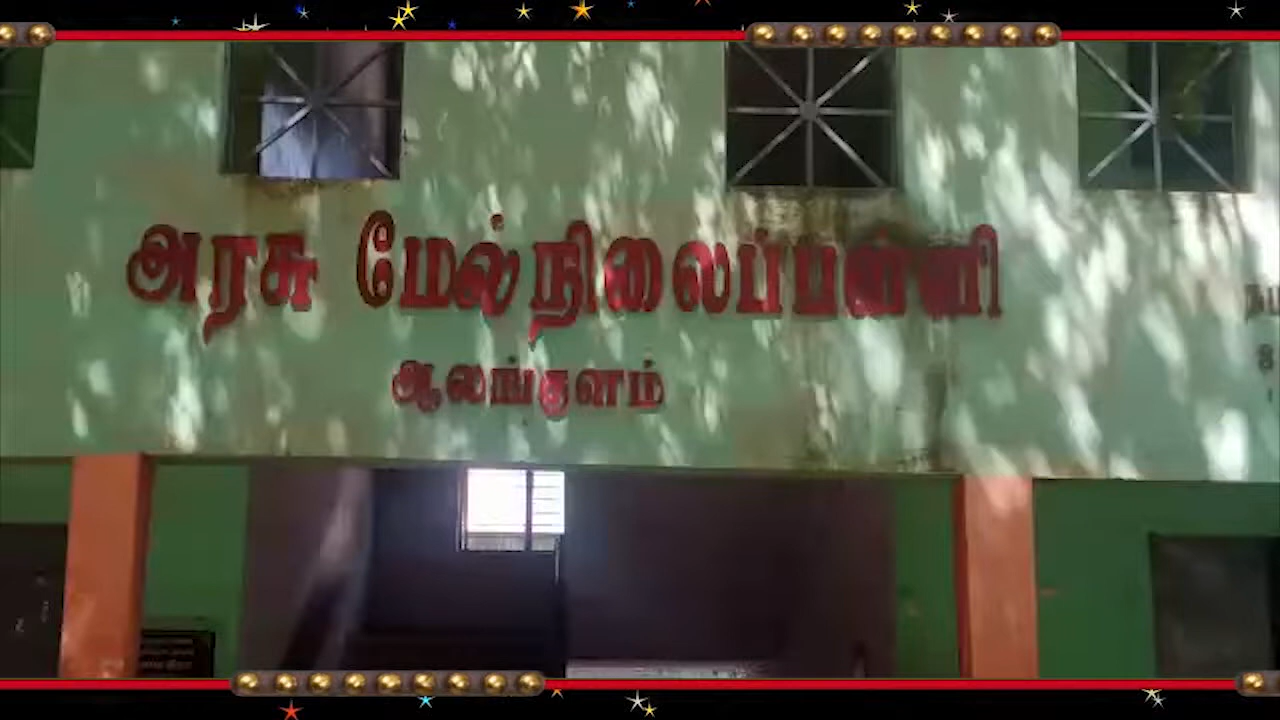 அரசு மேல்நிலைப்பள்ளி
ஆலங்குளம்